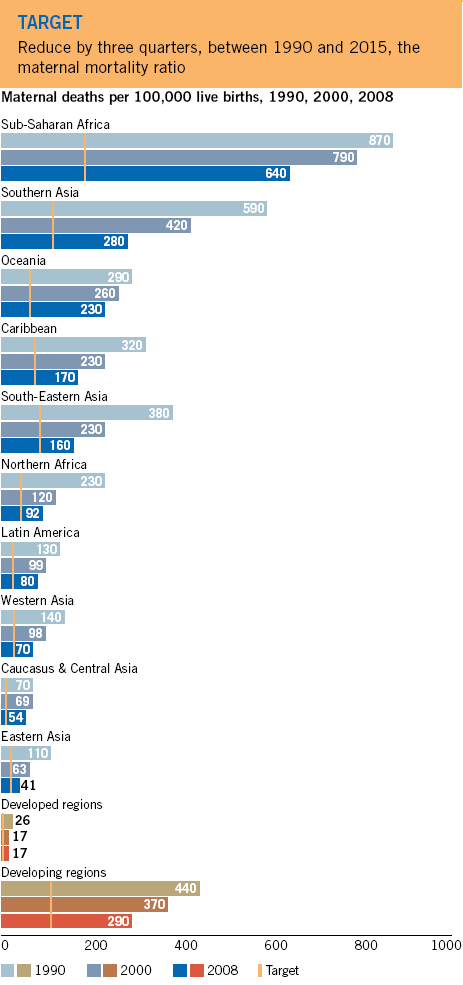 TARGET
Reduce by three quarters, between 1990 and 2015, the
maternal mortality ratio
Maternal deaths per 100,000 live births, 1990, 2000, 2008
Sub-Saharan Africa
870
790
640
Southern Asia
590
420
280
Oceania
290
260
230
Caribbean
320
230
170
South-Eastern Asia
380
230
160
Northern Africa
230
120
92
Latin America
130
99
80
Western Asia
140
98
70
Caucasus & Central Asia
70
69
54
Eastern Asia
110
63
41
Developed regions
26
17
17
Developing regions
440
370
290
0 200 400 600 800 1000
1990 2000 2008 Target